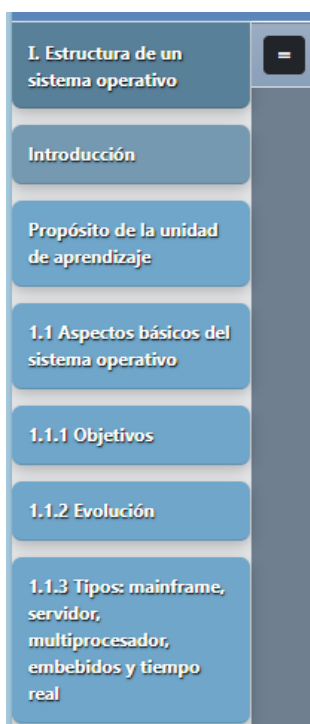 I. Estructura de un
sistema operativo
=
Introducción
Propósito de la unidad
de aprendizaje
1.1 Aspectos básicos del
sistema operativo
1.1.1 Objetivos
1.1.2 Evolución
1.1.3 Tipos: mainframe,
servidor,
multiprocesador,
embebidos y tiempo
real